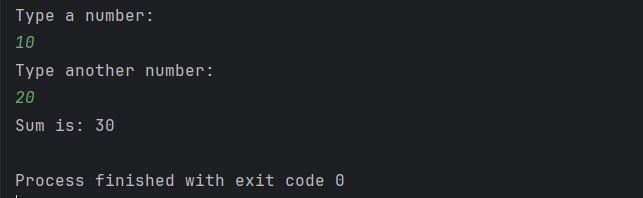 Type a number:
10
Type another number:
20
Sum is: 30
Process finished with exit code 0